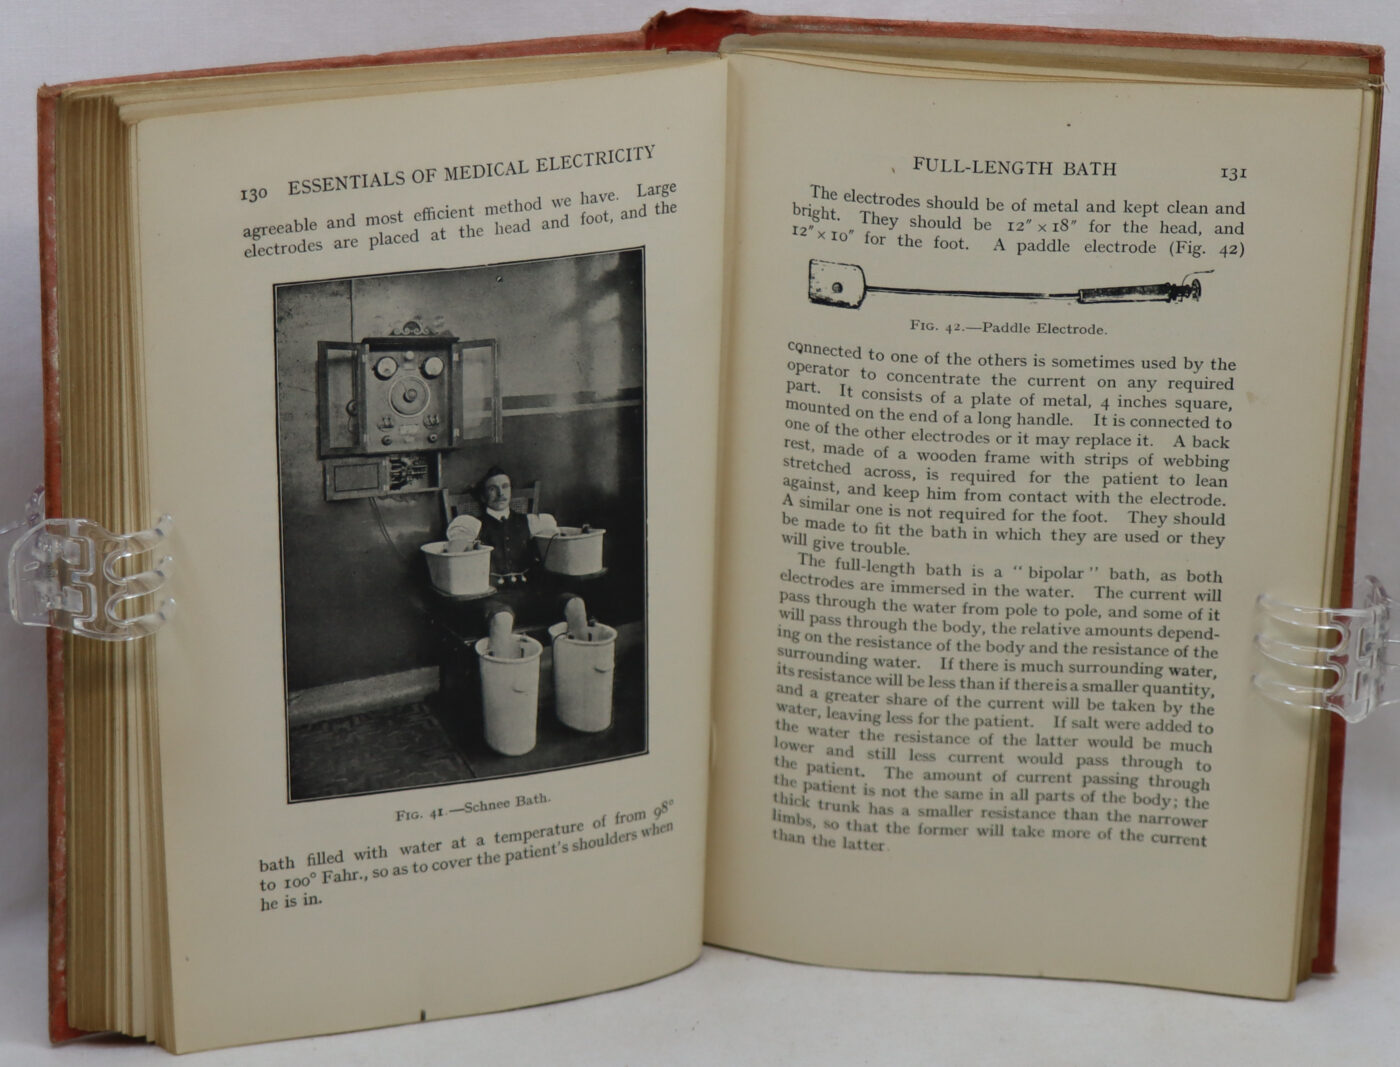 130 ESSENTIALS OF MEDICAL ELECTRICITY
agreeable and most efficient method we have. Large
electrodes are placed at the head and foot, and the
FIG. 41.—Schnee Bath.
bath filled with water at a temperature of from 98°
to 100° Fahr., so as to cover the patient's shoulders when
he is in.
FULL-LENGTH BATH 131
The electrodes should be of metal and kept clean and
bright. They should be 12″ × 18″ for the head, and
12″ × 10″ for the foot. A paddle electrode (Fig. 42)
FIG. 42.—Paddle Electrode.
connected to one of the others is sometimes used by the
operator to concentrate the current on any required
part. It consists of a plate of metal, 4 inches square,
mounted on the end of a long handle. It is connected to
one of the other electrodes or it may replace it. A back
rest, made of a wooden frame with strips of webbing
stretched across, is required for the patient to lean
against, and keep him from contact with the electrode.
A similar one is not required for the foot. They should
be made to fit the bath in which they are used or they
will give trouble.
The full-length bath is a “ bipolar ” bath, as both
electrodes are immersed in the water. The current will
pass through the water from pole to pole, and some of it
will pass through the body, the relative amounts depend-
ing on the resistance of the body and the resistance of the
surrounding water. If there is much surrounding water,
its resistance will be less than if there is a smaller quantity,
and a greater share of the current will be taken by the
water, leaving less for the patient. If salt were added to
the water the resistance of the latter would be much
lower and still less current would pass through to
the patient. The amount of current passing through
the patient is not the same in all parts of the body; the
thick trunk has a smaller resistance than the narrower
limbs, so that the former will take more of the current
than the latter.